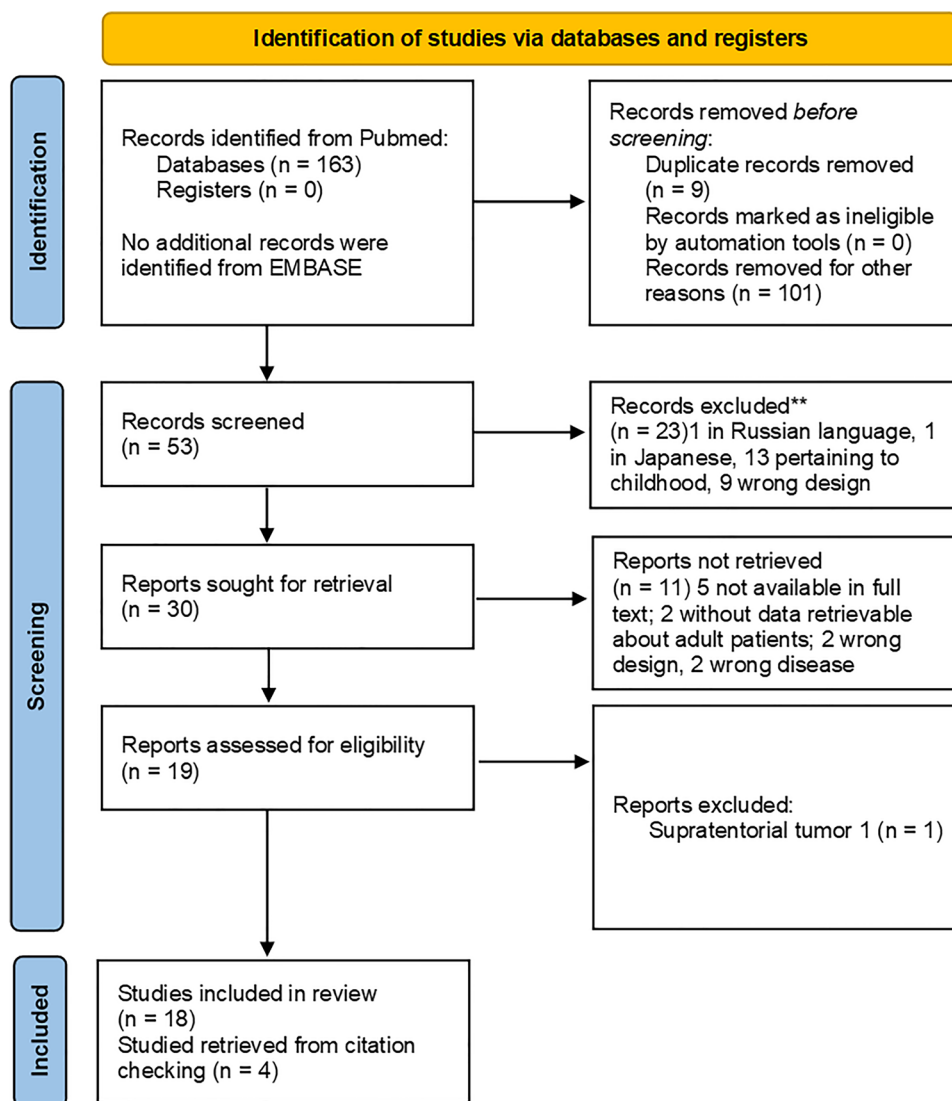 Identification of studies via databases and registers
Identification
Records identified from Pubmed:
Databases (n = 163)
Registers (n = 0)
No additional records were
identified from EMBASE
Records removed before
screening:
Duplicate records removed
(n = 9)
Records marked as ineligible
by automation tools (n = 0)
Records removed for other
reasons (n = 101)
Screening
Records screened
(n = 53)
Records excluded**
(n = 23)1 in Russian language, 1
in Japanese, 13 pertaining to
childhood, 9 wrong design
Reports sought for retrieval
(n = 30)
Reports not retrieved
(n = 11) 5 not available in full
text; 2 without data retrievable
about adult patients; 2 wrong
design, 2 wrong disease
Reports assessed for eligibility
(n = 19)
Reports excluded:
Supratentorial tumor 1 (n = 1)
Included
Studies included in review
(n = 18)
Studied retrieved from citation
checking (n = 4)